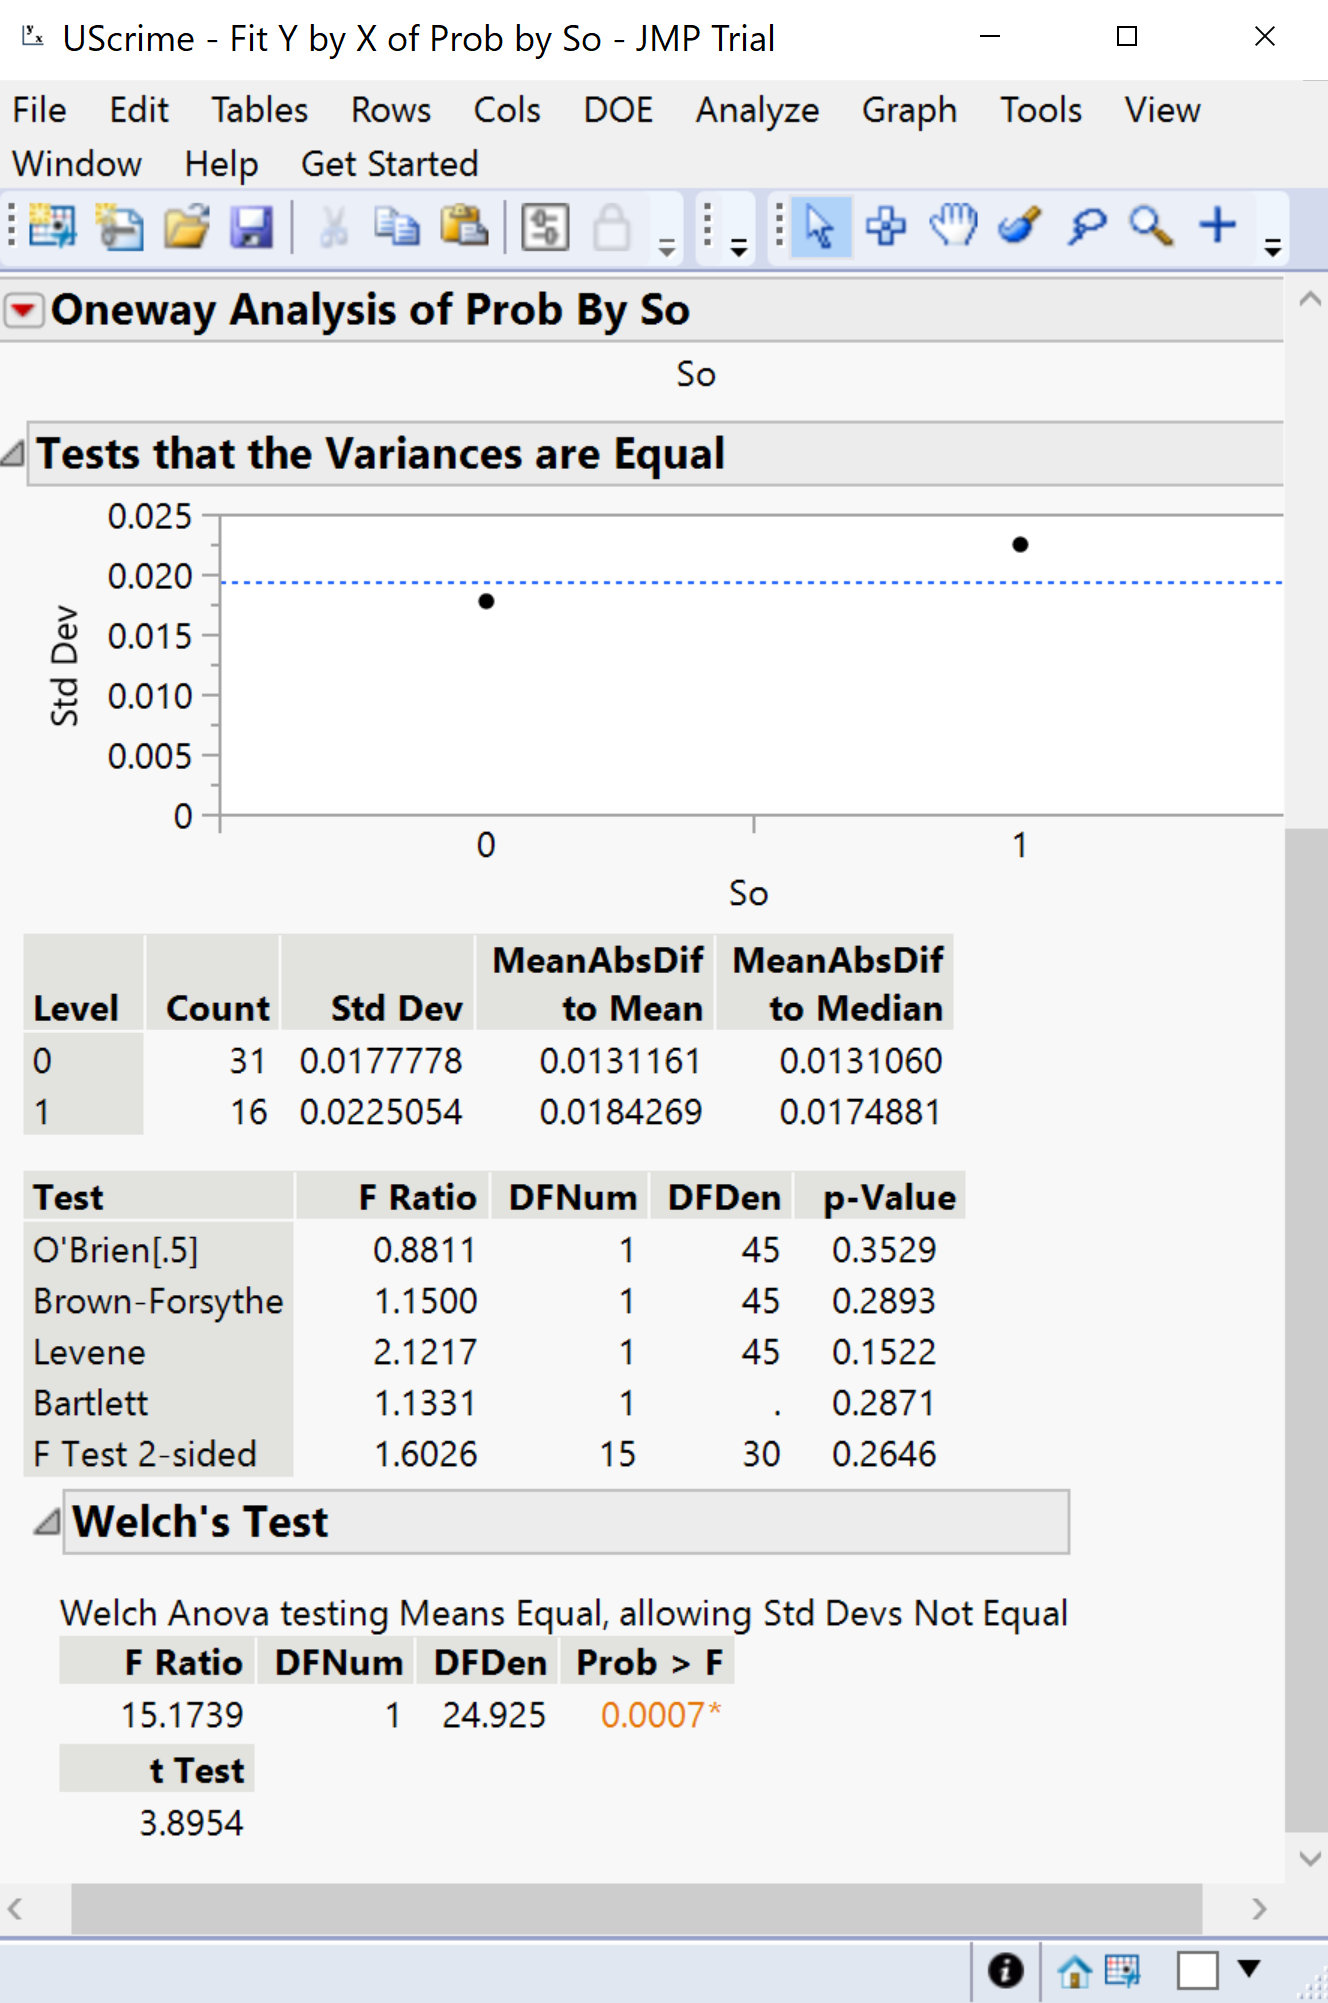 UScrime - Fit Y by X of Prob by So - JMP Trial
File Edit Tables Rows Cols DOE Analyze Graph Tools View
Window Help Get Started
Oneway Analysis of Prob By So
So
Tests that the Variances are Equal
0.025
0.020
0.015
0.010
0.005
0
Std Dev
0 1
So
MeanAbsDif MeanAbsDif
Level Count Std Dev to Mean to Median
0 31 0.0177778 0.0131161 0.0131060
1 16 0.0225054 0.0184269 0.0174881
Test F Ratio DFNum DFDen p-Value
O'Brien[.5] 0.8811 1 45 0.3529
Brown-Forsythe 1.1500 1 45 0.2893
Levene 2.1217 1 45 0.1522
Bartlett 1.1331 1 . 0.2871
F Test 2-sided 1.6026 15 30 0.2646
Welch's Test
Welch Anova testing Means Equal, allowing Std Devs Not Equal
F Ratio DFNum DFDen Prob > F
15.1739 1 24.925 0.0007*
t Test
3.8954